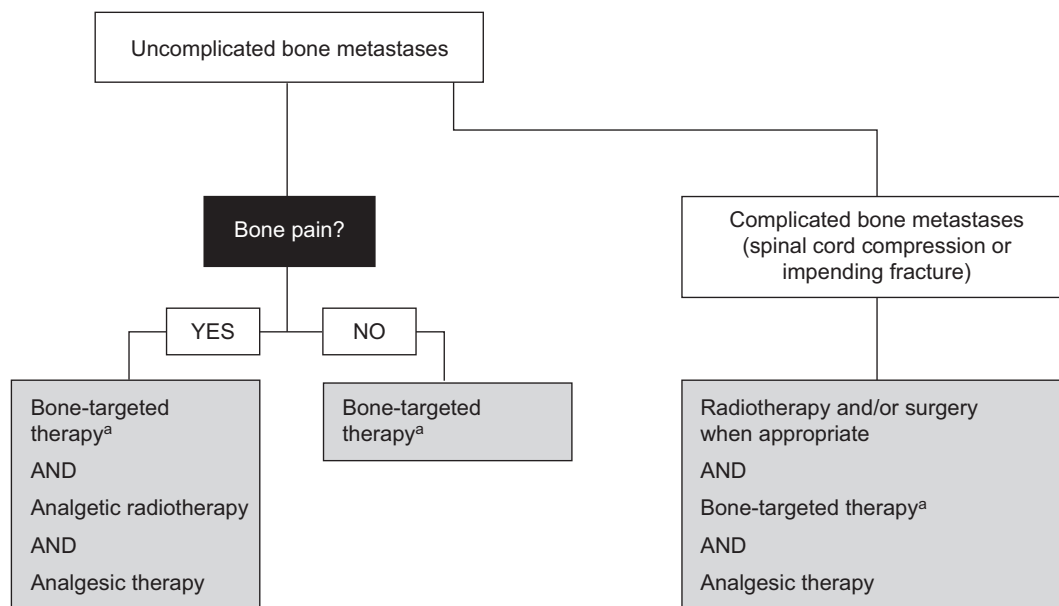 Uncomplicated bone metastases
Bone pain?
Complicated bone metastases
(spinal cord compression or
impending fracture)
YES
NO
Bone-targeted
therapyᵃ
AND
Analgetic radiotherapy
AND
Analgesic therapy
Bone-targeted
therapyᵃ
Radiotherapy and/or surgery
when appropriate
AND
Bone-targeted therapyᵃ
AND
Analgesic therapy